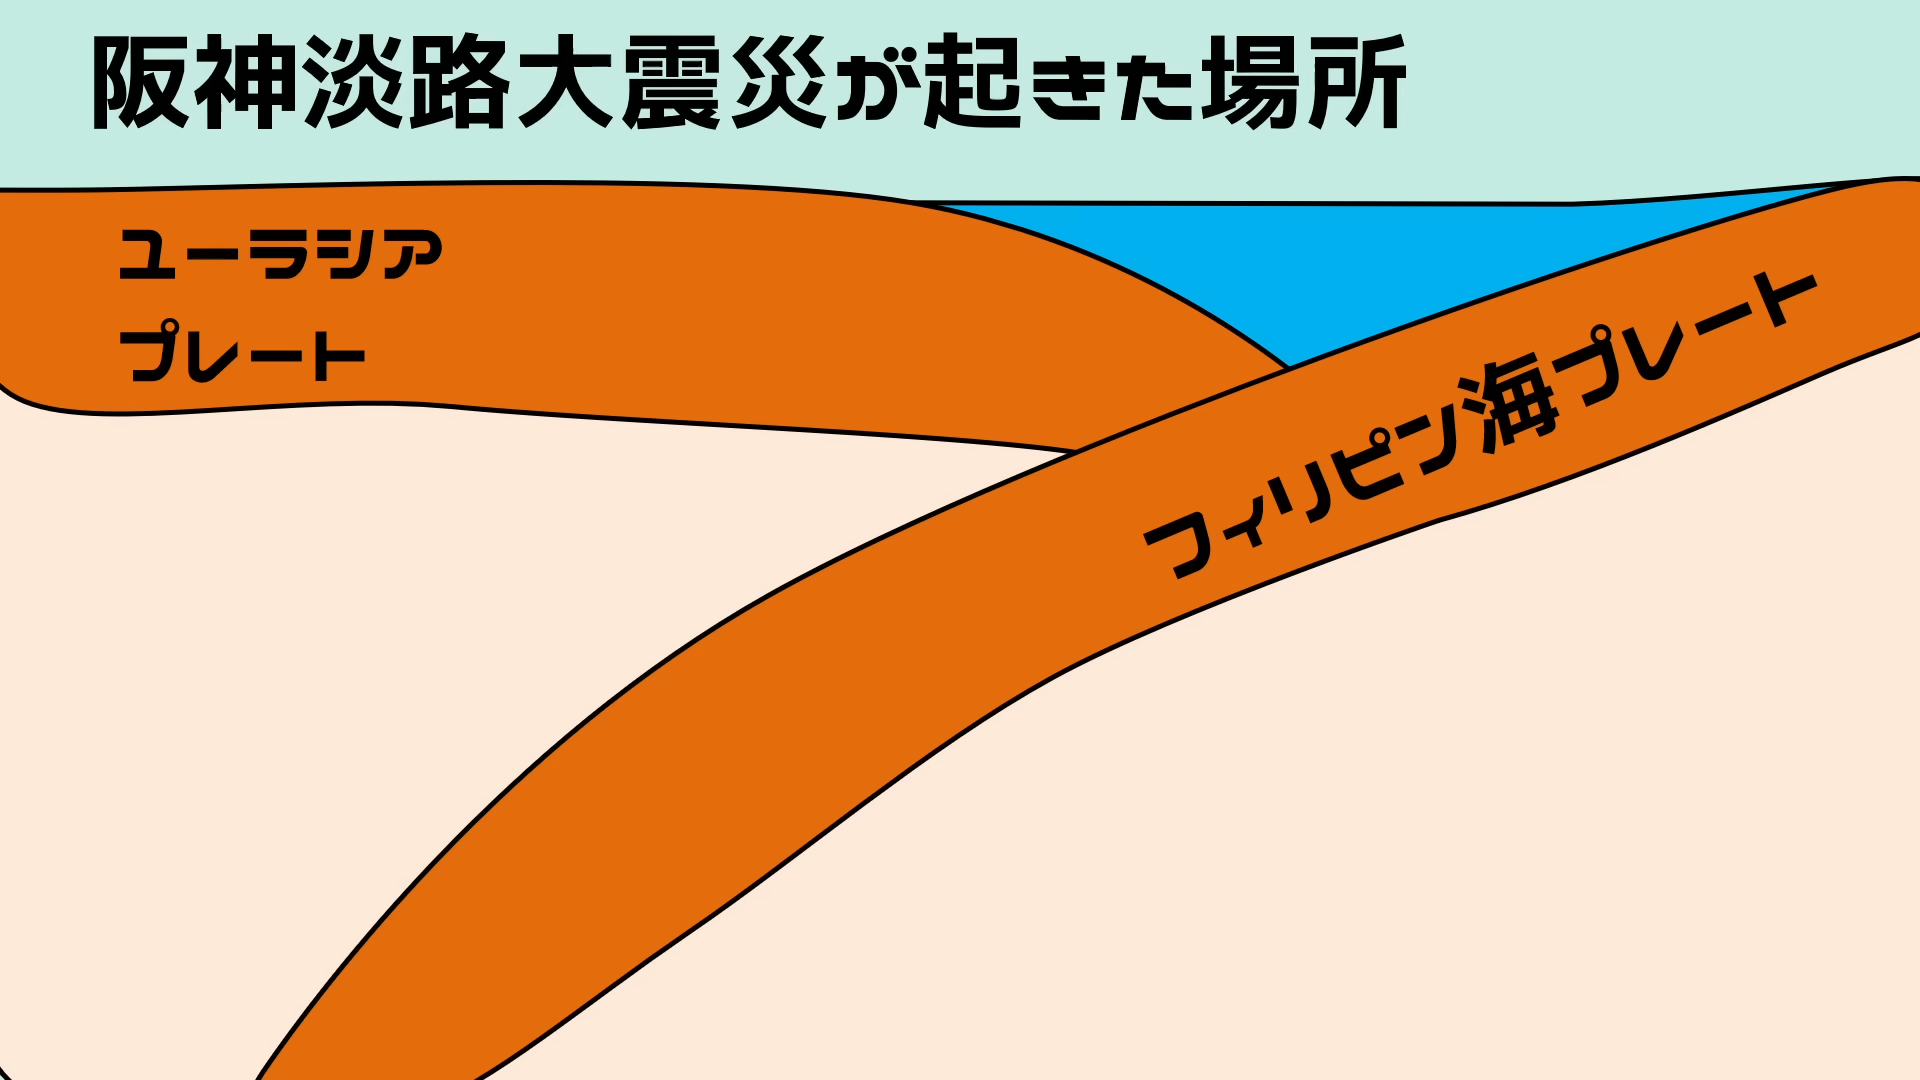 阪神淡路大震災が起きた場所
ユーラシア
プレート
フィリピン海プレート